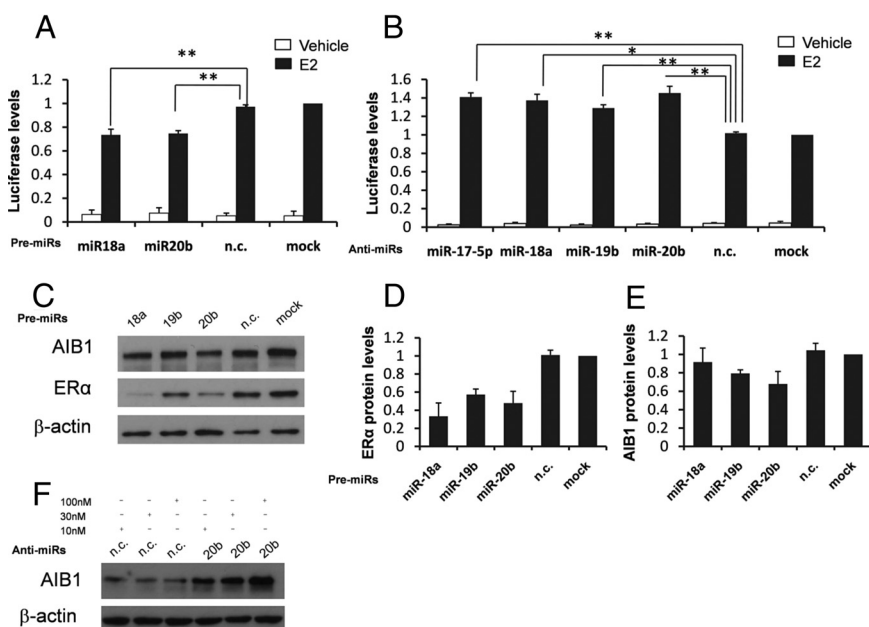 A
Vehicle
E2
**
**
Luciferase levels
1.2
1
0.8
0.6
0.4
0.2
0
Pre-miRs
miR18a miR20b n.c. mock
B
Vehicle
E2
**
*
**
**
Luciferase levels
1.6
1.4
1.2
1
0.8
0.6
0.4
0.2
0
Anti-miRs
miR-17-5p miR-18a miR-19b miR-20b n.c. mock
C
Pre-miRs
18a 19b 20b n.c. mock
AIB1
ERα
β-actin
D
ERα protein levels
1.2
1
0.8
0.6
0.4
0.2
0
Pre-miRs
miR-18a miR-19b miR-20b n.c. mock
E
AIB1 protein levels
1.2
1
0.8
0.6
0.4
0.2
0
miR-18a miR-19b miR-20b n.c. mock
F
100nM - - + - - +
30nM - + - - + -
10nM + - - + - -
Anti-miRs
n.c. n.c. n.c. 20b 20b 20b
AIB1
β-actin